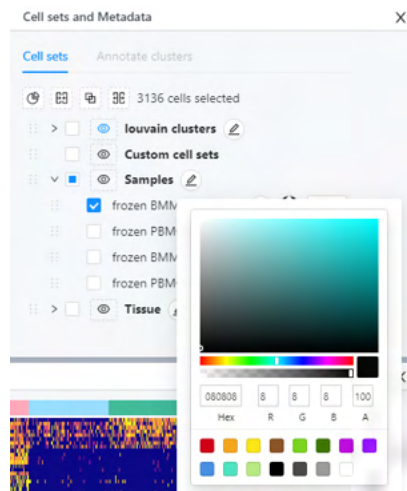 Cell sets and Metadata X
Cell sets Annotate clusters
3136 cells selected
louvain clusters
Custom cell sets
Samples
frozen BMM
frozen PBM
frozen BMM
frozen PBM
Tissue
080808 8 8 8 100
Hex R G B A